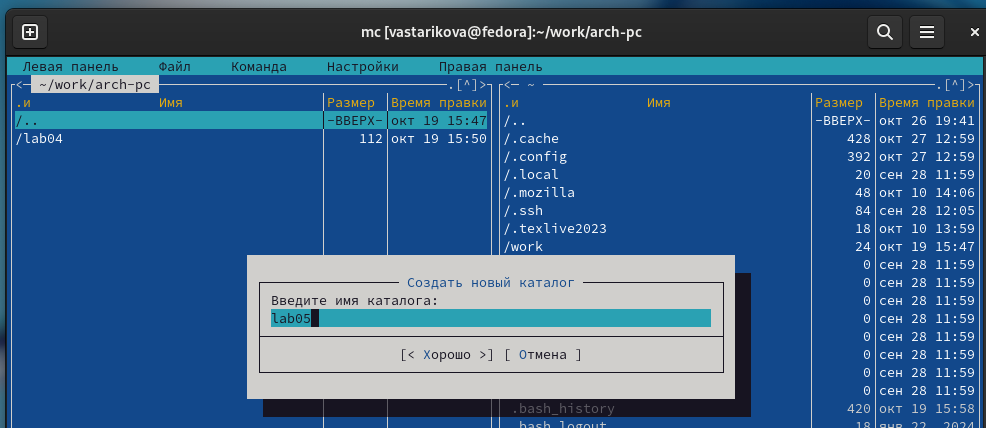 mc [vastarikova@fedora]:~/work/arch-pc
Левая панель Файл Команда Настройки Правая панель
<— ~/work/arch-pc .[^]> <— ~ .[^]>
.и Имя Размер Время правки .и Имя Размер Время правки
/.. -ВВЕРХ- окт 19 15:47 /.. -ВВЕРХ- окт 26 19:41
/lab04 112 окт 19 15:50 /.cache 428 окт 27 12:59
/.config 392 окт 27 12:59
/.local 20 сен 28 11:59
/.mozilla 48 окт 10 14:06
/.ssh 84 сен 28 12:05
/.texlive2023 18 окт 10 13:59
/work 24 окт 19 15:47
0 сен 28 11:59
Создать новый каталог 0 сен 28 11:59
Введите имя каталога: 0 сен 28 11:59
lab05 0 сен 28 11:59
0 сен 28 11:59
[< Хорошо >] [ Отмена ] 0 сен 28 11:59
0 сен 28 11:59
0 сен 28 11:59
.bash_history 420 окт 19 15:58
.bash_logout 18 янв 22 2024